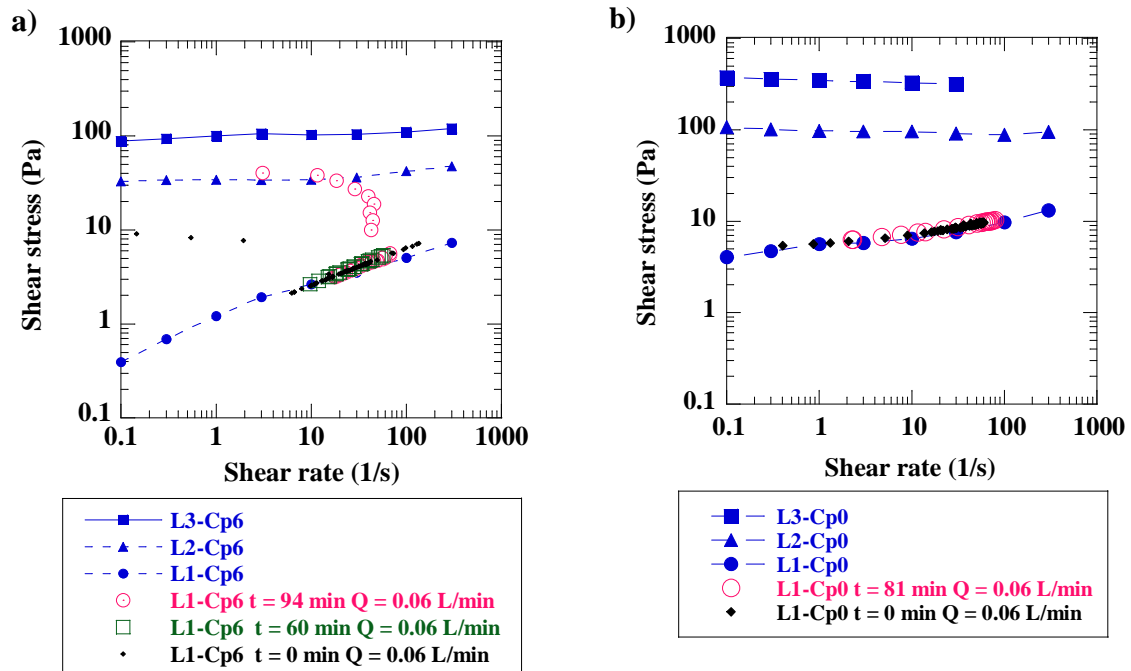 a)
1000
100
10
1
0.1
Shear stress (Pa)
0.1 1 10 100 1000
Shear rate (1/s)
L3-Cp6
L2-Cp6
L1-Cp6
L1-Cp6 t = 94 min Q = 0.06 L/min
L1-Cp6 t = 60 min Q = 0.06 L/min
L1-Cp6 t = 0 min Q = 0.06 L/min
b)
1000
100
10
1
0.1
Shear stress (Pa)
0.1 1 10 100 1000
Shear rate (1/s)
L3-Cp0
L2-Cp0
L1-Cp0
L1-Cp0 t = 81 min Q = 0.06 L/min
L1-Cp0 t = 0 min Q = 0.06 L/min